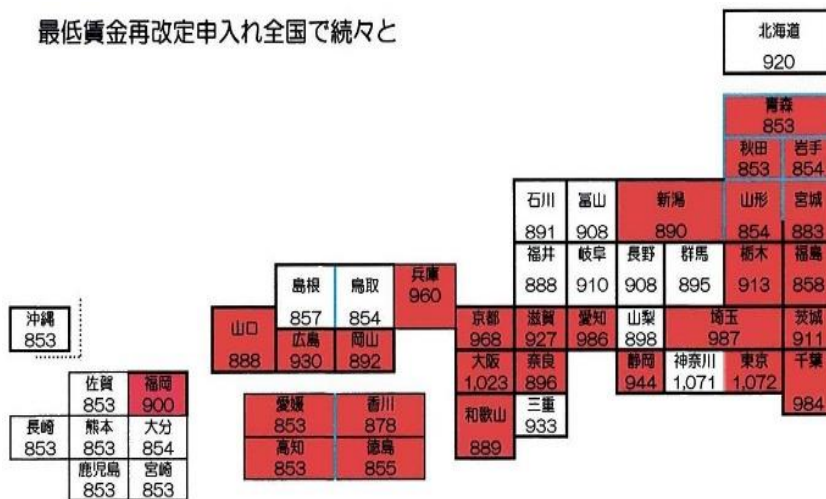 最低賃金再改定申入れ全国で続々と
北海道
920
青森
853
秋田 岩手
853 854
石川 冨山 新潟 山形 宮城
891 908 890 854 883
福井 岐阜 長野 群馬 栃木 福島
888 910 908 895 913 858
島根 鳥取 兵庫
857 854 960
沖縄
853
山口 広島 岡山
888 930 892
京都 滋賀 愛知 山梨 埼玉 茨城
968 927 986 898 987 911
大阪 奈良 静岡 神奈川 東京 千葉
1,023 896 944 1,071 1,072 984
佐賀 福岡
853 900
愛媛 香川
853 878
和歌山 三重
889 933
長崎 熊本 大分
853 853 854
高知 徳島
853 855
鹿児島 宮崎
853 853